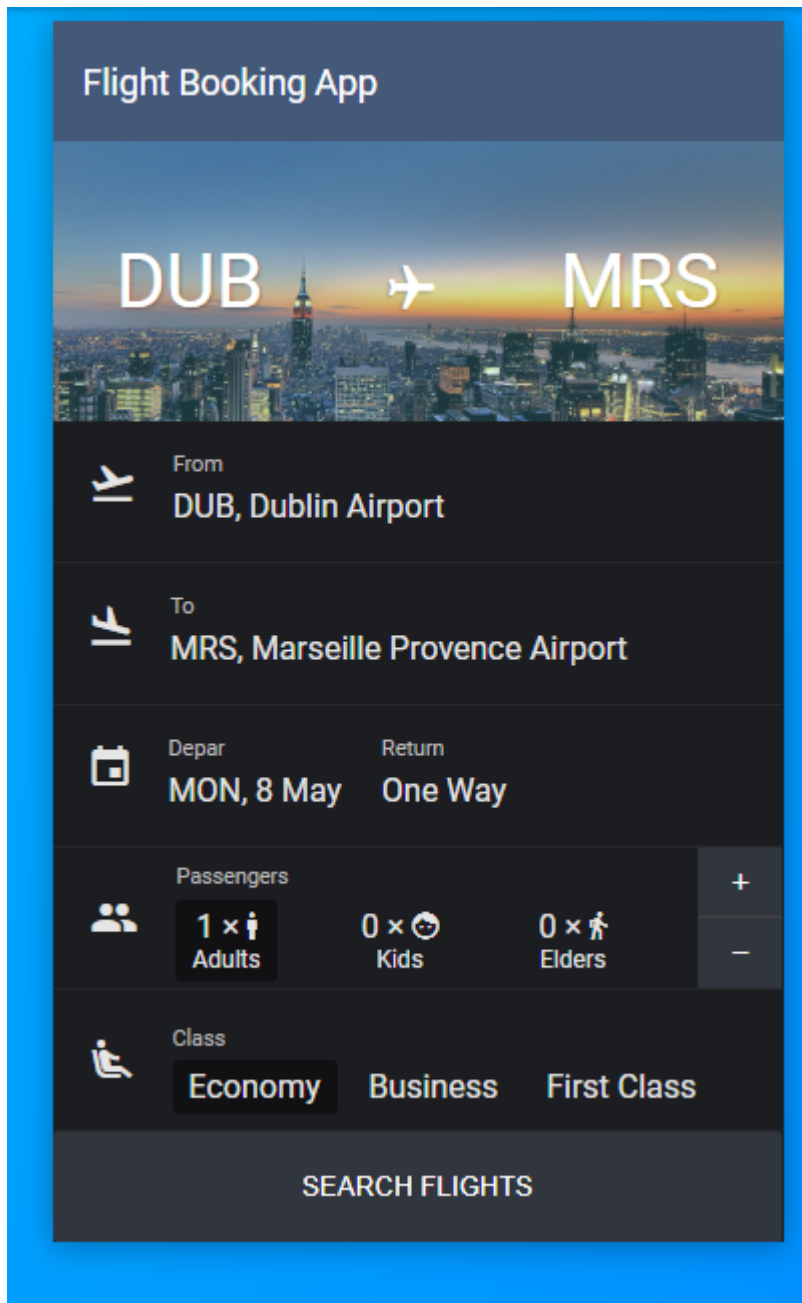 Flight Booking App
DUB MRS
From
DUB, Dublin Airport
To
MRS, Marseille Provence Airport
Depar Return
MON, 8 May One Way
Passengers
+
1 × 0 × 0 ×
Adults Kids Elders
−
Class
Economy Business First Class
SEARCH FLIGHTS